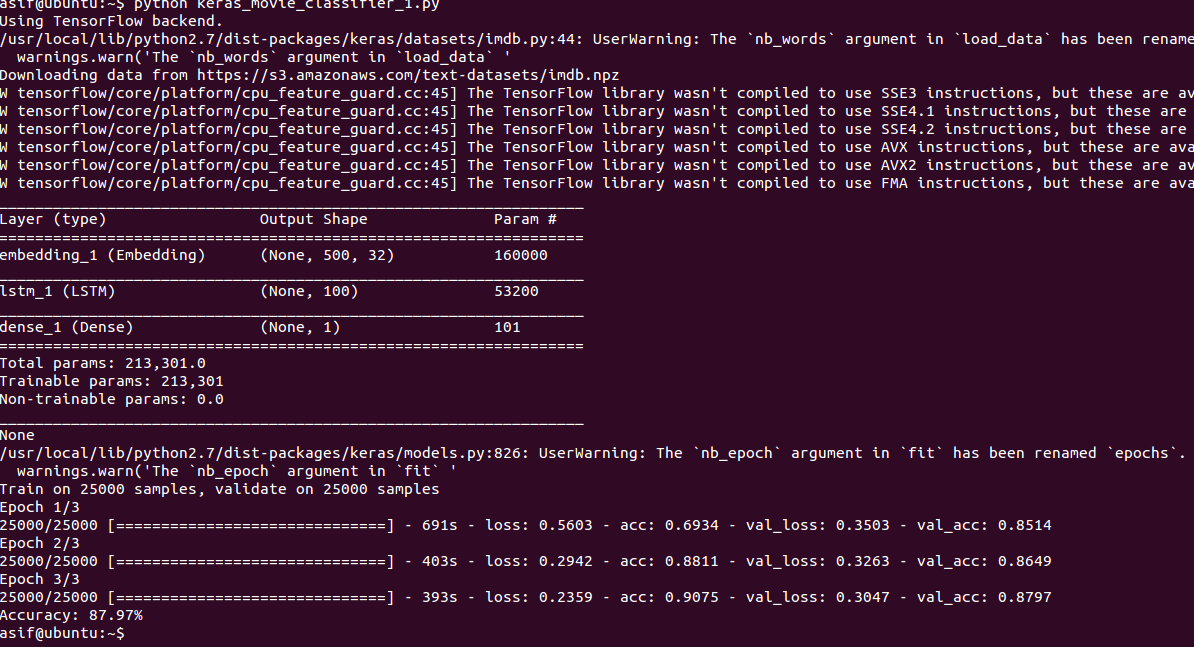 asif@ubuntu:~$ python keras_movie_classifier_1.py
Using TensorFlow backend.
/usr/local/lib/python2.7/dist-packages/keras/datasets/imdb.py:44: UserWarning: The `nb_words` argument in `load_data` has been rename
  warnings.warn('The `nb_words` argument in `load_data` '
Downloading data from https://s3.amazonaws.com/text-datasets/imdb.npz
W tensorflow/core/platform/cpu_feature_guard.cc:45] The TensorFlow library wasn't compiled to use SSE3 instructions, but these are av
W tensorflow/core/platform/cpu_feature_guard.cc:45] The TensorFlow library wasn't compiled to use SSE4.1 instructions, but these are
W tensorflow/core/platform/cpu_feature_guard.cc:45] The TensorFlow library wasn't compiled to use SSE4.2 instructions, but these are
W tensorflow/core/platform/cpu_feature_guard.cc:45] The TensorFlow library wasn't compiled to use AVX instructions, but these are ava
W tensorflow/core/platform/cpu_feature_guard.cc:45] The TensorFlow library wasn't compiled to use AVX2 instructions, but these are av
W tensorflow/core/platform/cpu_feature_guard.cc:45] The TensorFlow library wasn't compiled to use FMA instructions, but these are ava
_________________________________________________________________
Layer (type)                 Output Shape              Param #
=================================================================
embedding_1 (Embedding)      (None, 500, 32)           160000
_________________________________________________________________
lstm_1 (LSTM)                (None, 100)               53200
_________________________________________________________________
dense_1 (Dense)              (None, 1)                 101
=================================================================
Total params: 213,301.0
Trainable params: 213,301
Non-trainable params: 0.0
_________________________________________________________________
None
/usr/local/lib/python2.7/dist-packages/keras/models.py:826: UserWarning: The `nb_epoch` argument in `fit` has been renamed `epochs`.
  warnings.warn('The `nb_epoch` argument in `fit` '
Train on 25000 samples, validate on 25000 samples
Epoch 1/3
25000/25000 [==============================] - 691s - loss: 0.5603 - acc: 0.6934 - val_loss: 0.3503 - val_acc: 0.8514
Epoch 2/3
25000/25000 [==============================] - 403s - loss: 0.2942 - acc: 0.8811 - val_loss: 0.3263 - val_acc: 0.8649
Epoch 3/3
25000/25000 [==============================] - 393s - loss: 0.2359 - acc: 0.9075 - val_loss: 0.3047 - val_acc: 0.8797
Accuracy: 87.97%
asif@ubuntu:~$